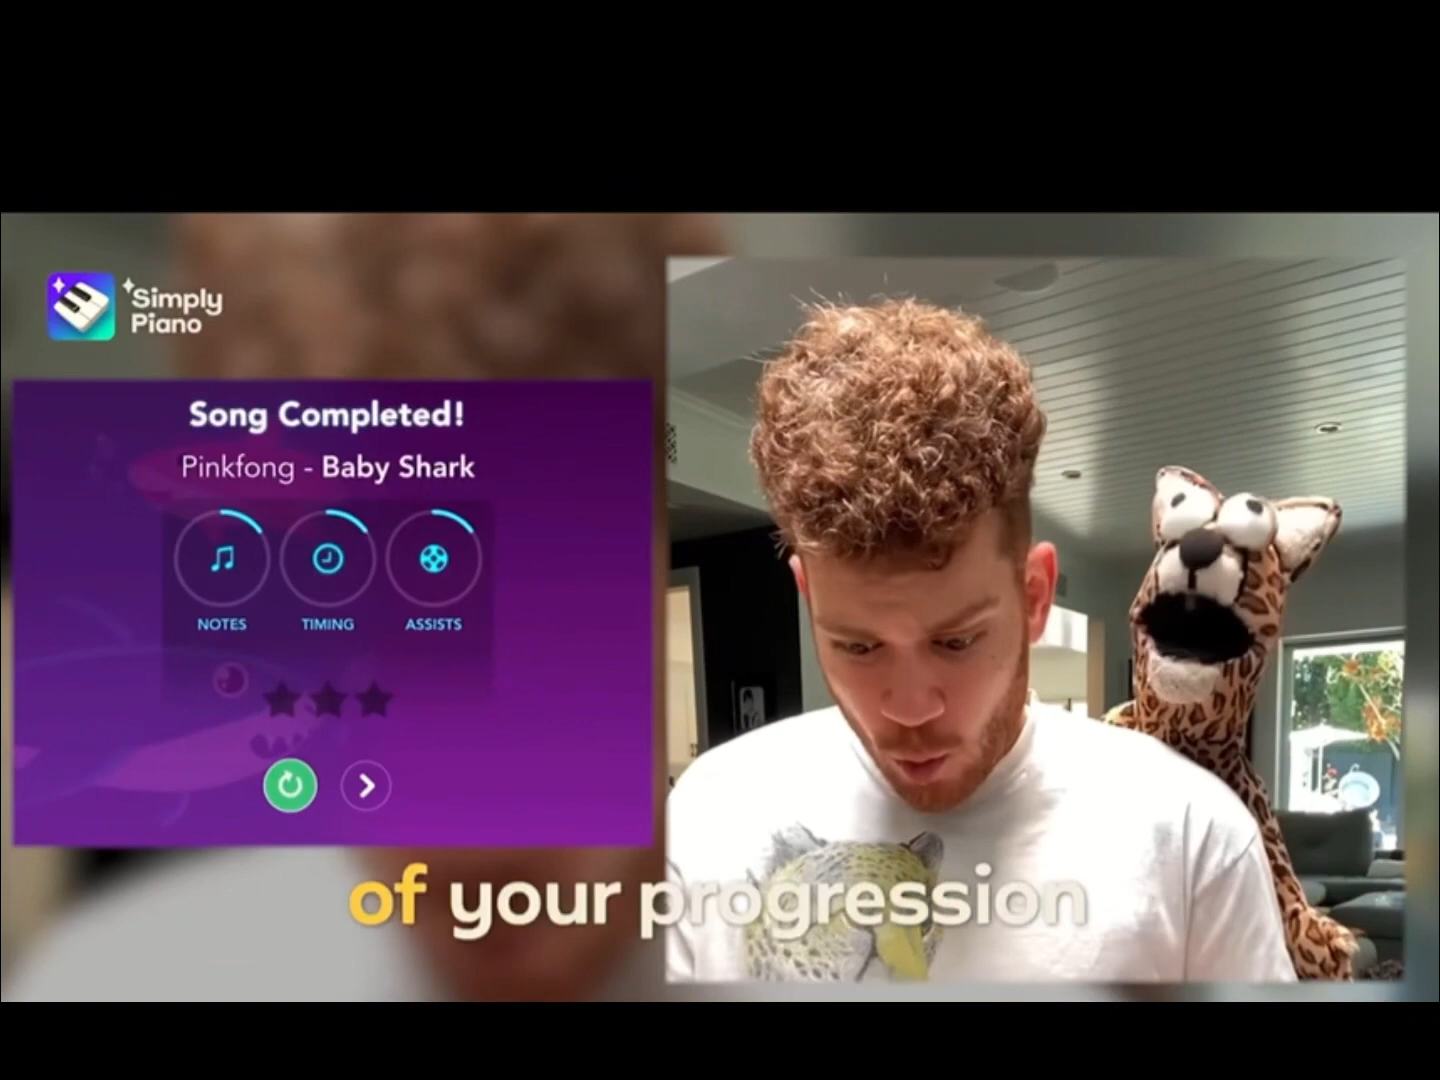 Simply
Piano
Song Completed!
Pinkfong - Baby Shark
NOTES TIMING ASSISTS
of your progression